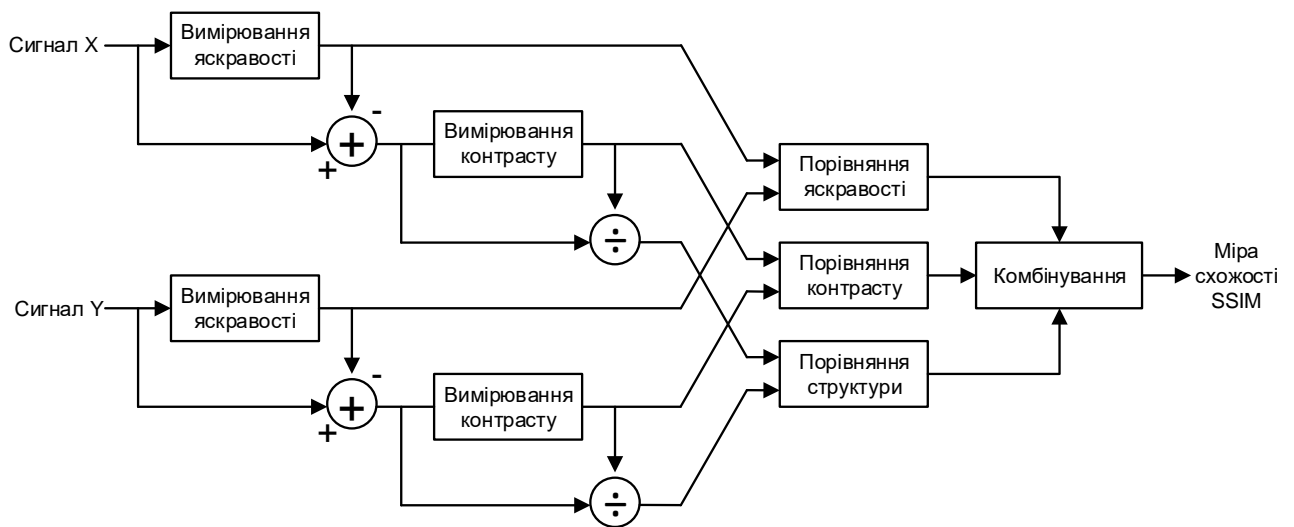 Сигнал X
Вимірювання
яскравості
-
+
+
Вимірювання
контрасту
÷
Порівняння
яскравості
Порівняння
контрасту
Комбінування
Міра
схожості
SSIM
Сигнал Y
Вимірювання
яскравості
-
+
+
Вимірювання
контрасту
÷
Порівняння
структури